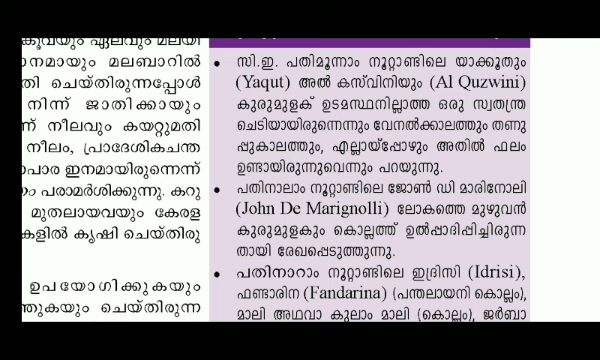 കൂവയും ഏലവും മലയി
നമായും മലബാറിൽ
തി ചെയ്തിരുന്നപ്പോൾ
നിന്ന് ജാതിക്കായും
ന്ന് നീലവും കയറ്റുമതി
നീലം, പ്രാദേശികചന്ത
പാര ഇനമായിരുന്നെന്ന്
പരാമർശിക്കുന്നു. കറു
മുതലായവയും കേരള
കളിൽ കൃഷി ചെയ്തിരു
ഉപയോഗിക്കുകയും
ത്തുകയും ചെയ്തിരുന്ന
• സി.ഇ. പതിമൂന്നാം നൂറ്റാണ്ടിലെ യാക്കൂതും
(Yaqut) അൽ കസ്‌വിനിയും (Al Quzwini)
കുരുമുളക് ഉടമസ്ഥനില്ലാത്ത ഒരു സ്വതന്ത്ര
ചെടിയായിരുന്നെന്നും വേനൽക്കാലത്തും തണു
പ്പുകാലത്തും, എല്ലായ്പ്പോഴും അതിൽ ഫലം
ഉണ്ടായിരുന്നുവെന്നും പറയുന്നു.
• പതിനാലാം നൂറ്റാണ്ടിലെ ജോൺ ഡി മാരിനോലി
(John De Marignolli) ലോകത്തെ മുഴുവൻ
കുരുമുളകും കൊല്ലത്ത് ഉൽപ്പാദിപ്പിച്ചിരുന്ന
തായി രേഖപ്പെടുത്തുന്നു.
• പതിനാറാം നൂറ്റാണ്ടിലെ ഇദ്രിസി (Idrisi),
ഫണ്ടാരിന (Fandarina) (പന്തലായനി കൊല്ലം),
മാലി അഥവാ കുലാം മാലി (കൊല്ലം), ജർബാ